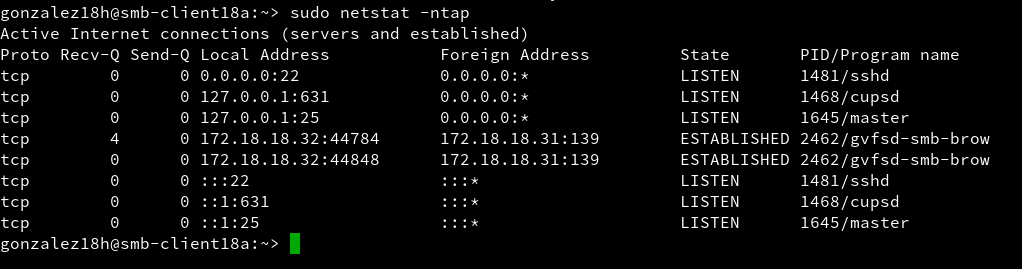 gonzalez18h@smb-client18a:~> sudo netstat -ntap
Active Internet connections (servers and established)
Proto Recv-Q Send-Q Local Address           Foreign Address         State       PID/Program name
tcp        0      0 0.0.0.0:22              0.0.0.0:*               LISTEN      1481/sshd
tcp        0      0 127.0.0.1:631           0.0.0.0:*               LISTEN      1468/cupsd
tcp        0      0 127.0.0.1:25            0.0.0.0:*               LISTEN      1645/master
tcp        4      0 172.18.18.32:44784      172.18.18.31:139        ESTABLISHED 2462/gvfsd-smb-brow
tcp        0      0 172.18.18.32:44848      172.18.18.31:139        ESTABLISHED 2462/gvfsd-smb-brow
tcp        0      0 :::22                   :::*                    LISTEN      1481/sshd
tcp        0      0 ::1:631                 :::*                    LISTEN      1468/cupsd
tcp        0      0 ::1:25                  :::*                    LISTEN      1645/master
gonzalez18h@smb-client18a:~>